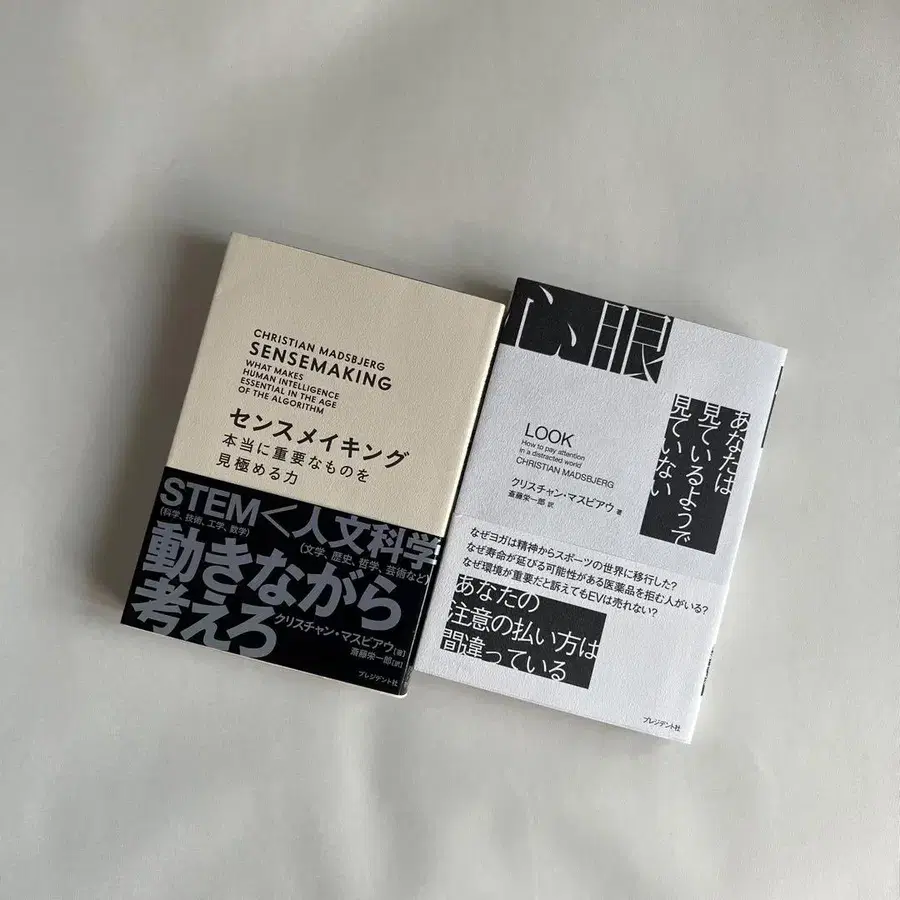 CHRISTIAN MADSBJERG
SENSEMAKING
WHAT MAKES
HUMAN INTELLIGENCE
ESSENTIAL IN THE AGE
OF THE ALGORITHM
センスメイキング
本当に重要なものを
見極める力
STEM<人文科学
(科学、技術、工学、数学)
(文学、歴史、哲学、芸術など)
動きながら
考えろ
クリスチャン・マスビアウ[著]
斎藤栄一郎[訳]
プレジデント社
心眼
あなたは
見ているようで
見ていない
LOOK
How to pay attention
in a distracted world
CHRISTIAN MADSBJERG
クリスチャン・マスビアウ 著
斎藤栄一郎 訳
なぜヨガは精神からスポーツの世界に移行した?
なぜ寿命が延びる可能性がある医薬品を拒む人がいる?
なぜ環境が重要だと訴えてもEVは売れない?
あなたの
注意の払い方は
間違っている
プレジデント社